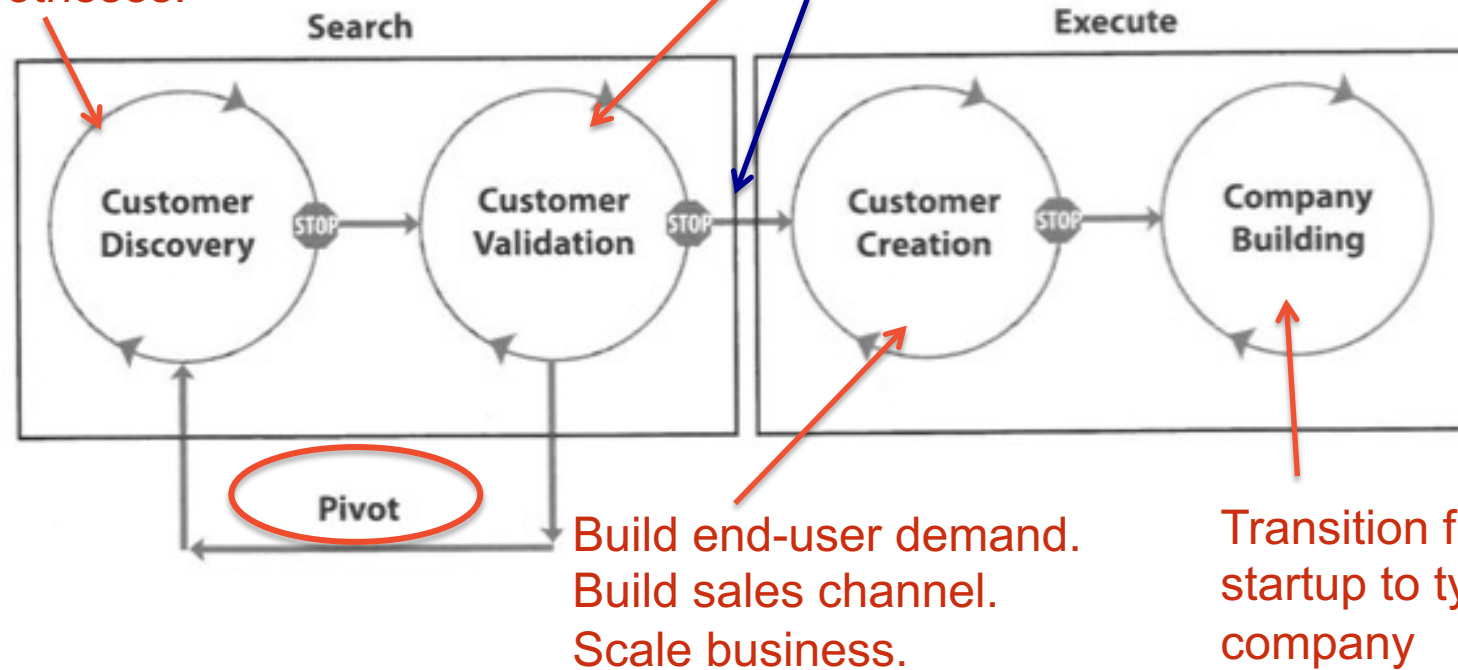 Search
Execute
Customer
Discovery
STOP
Customer
Validation
STOP
Customer
Creation
STOP
Company
Building
Pivot
Build end-user demand.
Build sales channel.
Scale business.
Transition
startup to
company